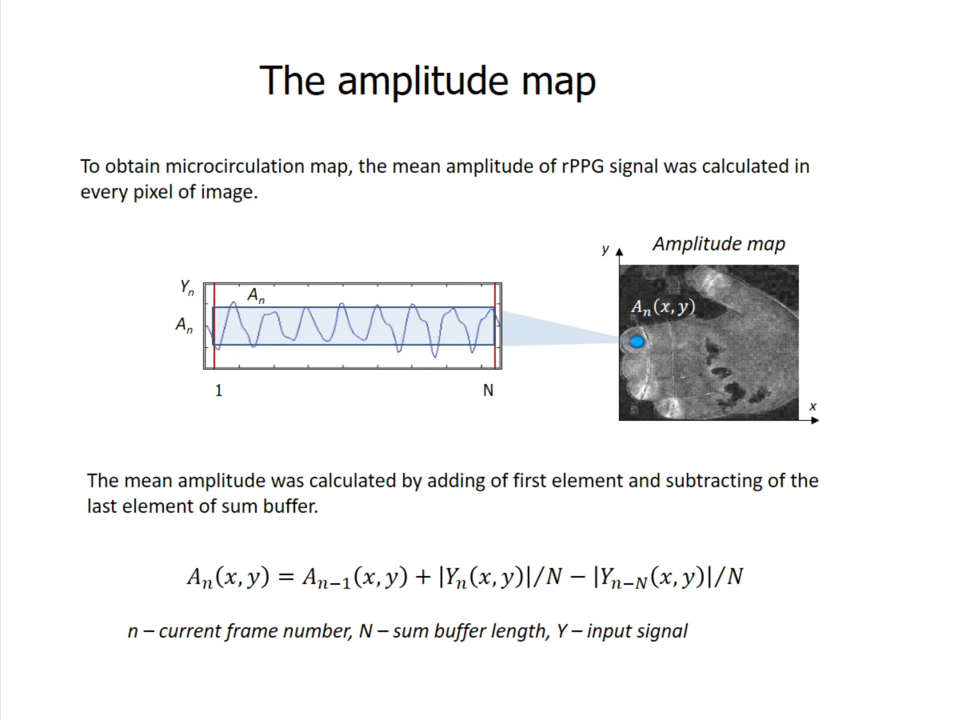 The amplitude map
To obtain microcirculation map, the mean amplitude of rPPG signal was calculated in
every pixel of image.
y
Amplitude map
Yₙ
Aₙ
Aₙ
Aₙ(x,y)
1
N
x
The mean amplitude was calculated by adding of first element and subtracting of the
last element of sum buffer.
Aₙ(x, y) = Aₙ₋₁(x, y) + |Yₙ(x, y)|/N − |Yₙ₋N(x, y)|/N
n – current frame number, N – sum buffer length, Y – input signal